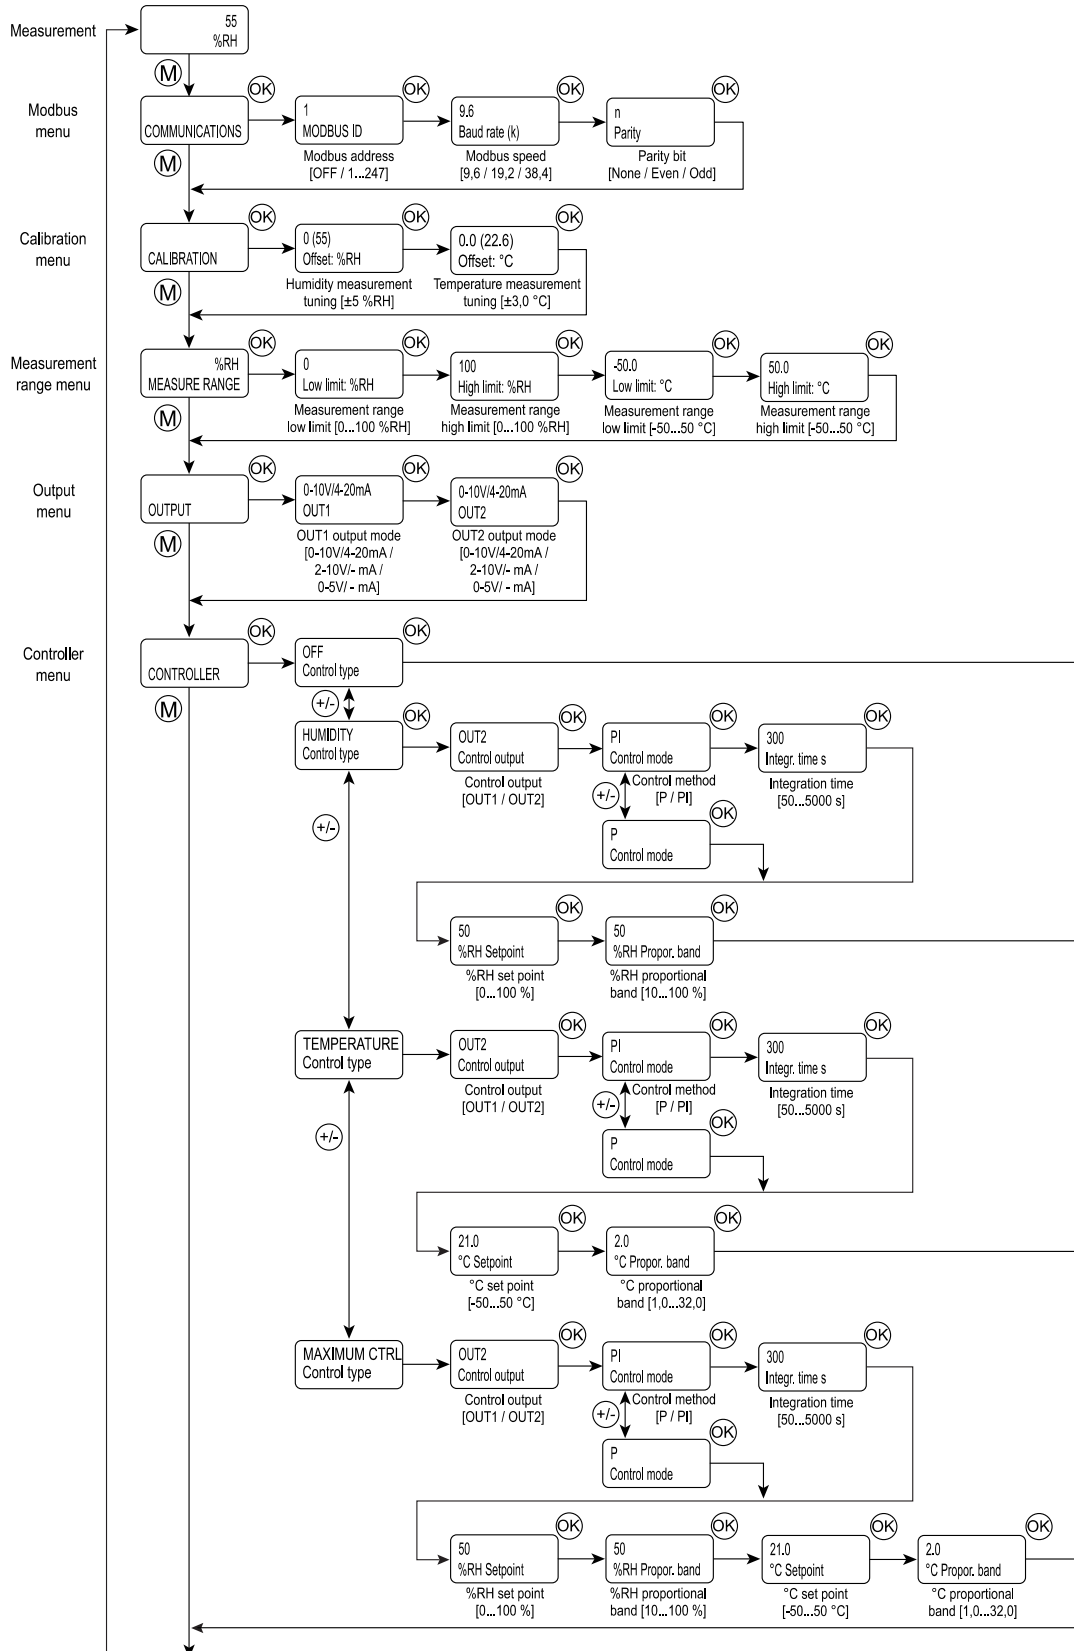 Measurement
55
%RH
M
Modbus
menu
COMMUNICATIONS
OK
1
MODBUS ID
OK
9.6
Baud rate (k)
OK
n
Parity
OK
Modbus address
[OFF / 1...247]
Modbus speed
[9,6 / 19,2 / 38,4]
Parity bit
[None / Even / Odd]
M
Calibration
menu
CALIBRATION
OK
0 (55)
Offset: %RH
OK
0.0 (22.6)
Offset: °C
OK
Humidity measurement
tuning [±5 %RH]
Temperature measurement
tuning [±3,0 °C]
M
Measurement
range menu
%RH
MEASURE RANGE
OK
0
Low limit: %RH
OK
100
High limit: %RH
OK
-50.0
Low limit: °C
OK
50.0
High limit: °C
OK
Measurement range
low limit [0...100 %RH]
Measurement range
high limit [0...100 %RH]
Measurement range
low limit [-50...50 °C]
Measurement range
high limit [-50...50 °C]
M
Output
menu
OUTPUT
OK
0-10V/4-20mA
OUT1
OK
0-10V/4-20mA
OUT2
OK
OUT1 output mode
[0-10V/4-20mA /
2-10V/- mA /
0-5V/ - mA]
OUT2 output mode
[0-10V/4-20mA /
2-10V/- mA /
0-5V/ - mA]
M
Controller
menu
CONTROLLER
OK
OFF
Control type
OK
M
+/-
HUMIDITY
Control type
OK
OUT2
Control output
OK
PI
Control mode
OK
300
Integr. time s
OK
Control output
[OUT1 / OUT2]
Control method
[P / PI]
Integration time
[50...5000 s]
+/-
+/-
P
Control mode
OK
50
%RH Setpoint
OK
50
%RH Propor. band
OK
%RH set point
[0...100 %]
%RH proportional
band [10...100 %]
TEMPERATURE
Control type
OUT2
Control output
OK
PI
Control mode
OK
300
Integr. time s
OK
Control output
[OUT1 / OUT2]
Control method
[P / PI]
Integration time
[50...5000 s]
+/-
+/-
P
Control mode
OK
21.0
°C Setpoint
OK
2.0
°C Propor. band
OK
°C set point
[-50...50 °C]
°C proportional
band [1,0...32,0]
MAXIMUM CTRL
Control type
OUT2
Control output
OK
PI
Control mode
OK
300
Integr. time s
OK
Control output
[OUT1 / OUT2]
Control method
[P / PI]
Integration time
[50...5000 s]
+/-
P
Control mode
OK
50
%RH Setpoint
OK
50
%RH Propor. band
OK
21.0
°C Setpoint
OK
2.0
°C Propor. band
OK
%RH set point
[0...100 %]
%RH proportional
band [10...100 %]
°C set point
[-50...50 °C]
°C proportional
band [1,0...32,0]